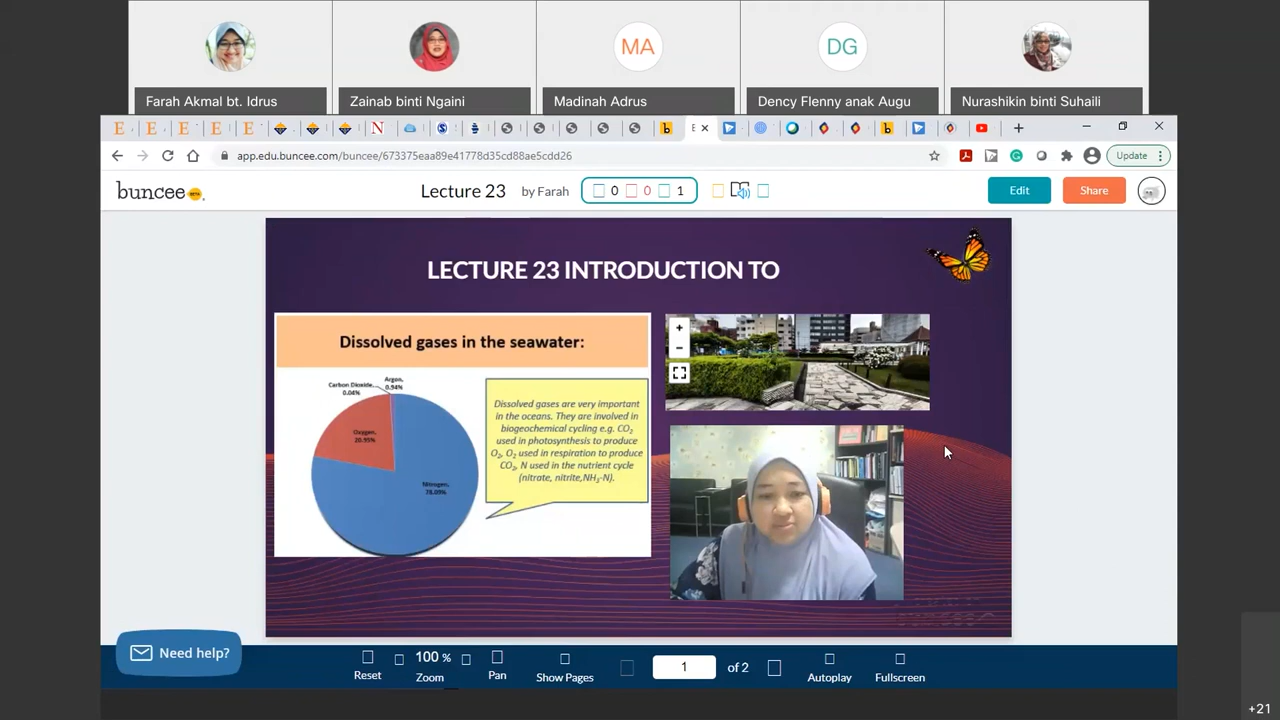 MA
DG
Farah Akmal bt. Idrus
Zainab binti Ngaini
Madinah Adrus
Dency Flenny anak Augu
Nurashikin binti Suhaili
app.edu.buncee.com/buncee/673375eaa89e41778d35cd88ae5cdd26
Update
buncee
BETA
Lecture 23
by Farah
0
0
1
Edit
Share
LECTURE 23 INTRODUCTION TO
Dissolved gases in the seawater:
Carbon Dioxide,
0.04%
Argon,
0.94%
Oxygen,
20.95%
Nitrogen,
78.09%
Dissolved gases are very important
in the oceans. They are involved in
biogeochemical cycling e.g. CO₂
used in photosynthesis to produce
O₂, O₂ used in respiration to produce
CO₂, N used in the nutrient cycle
(nitrate, nitrite,NH₃-N).
+
−
Need help?
Reset
100 %
Zoom
Pan
Show Pages
1
of 2
Autoplay
Fullscreen
+21